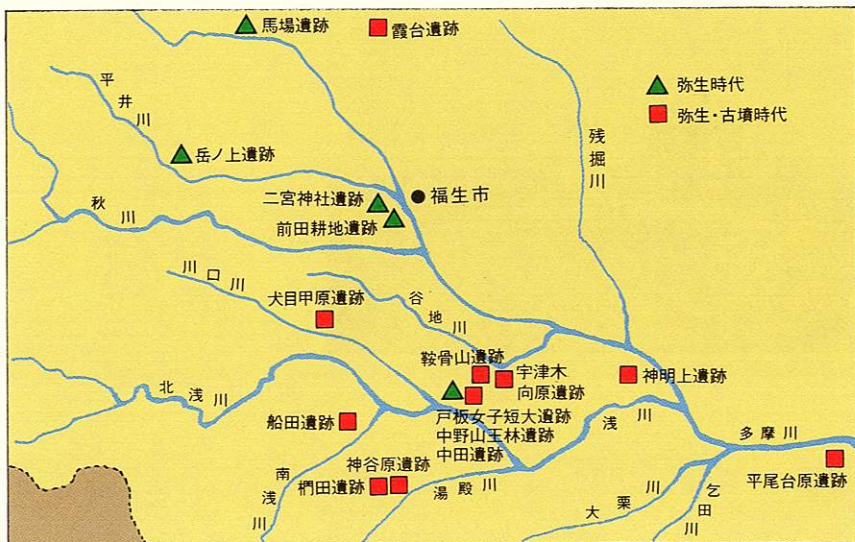 馬場遺跡
霞台遺跡
弥生時代
弥生・古墳時代
平井川
岳ノ上遺跡
残堀川
二宮神社遺跡
福生市
前田耕地遺跡
秋川
川口川
犬目甲原遺跡
谷地川
鞍骨山遺跡
宇津木
向原遺跡
神明上遺跡
北浅川
船田遺跡
戸板女子短大遺跡
中野山王林遺跡
中田遺跡
浅川
多摩川
南浅川
神谷原遺跡
椚田遺跡
湯殿川
大栗川
乞田川
平尾台原遺跡